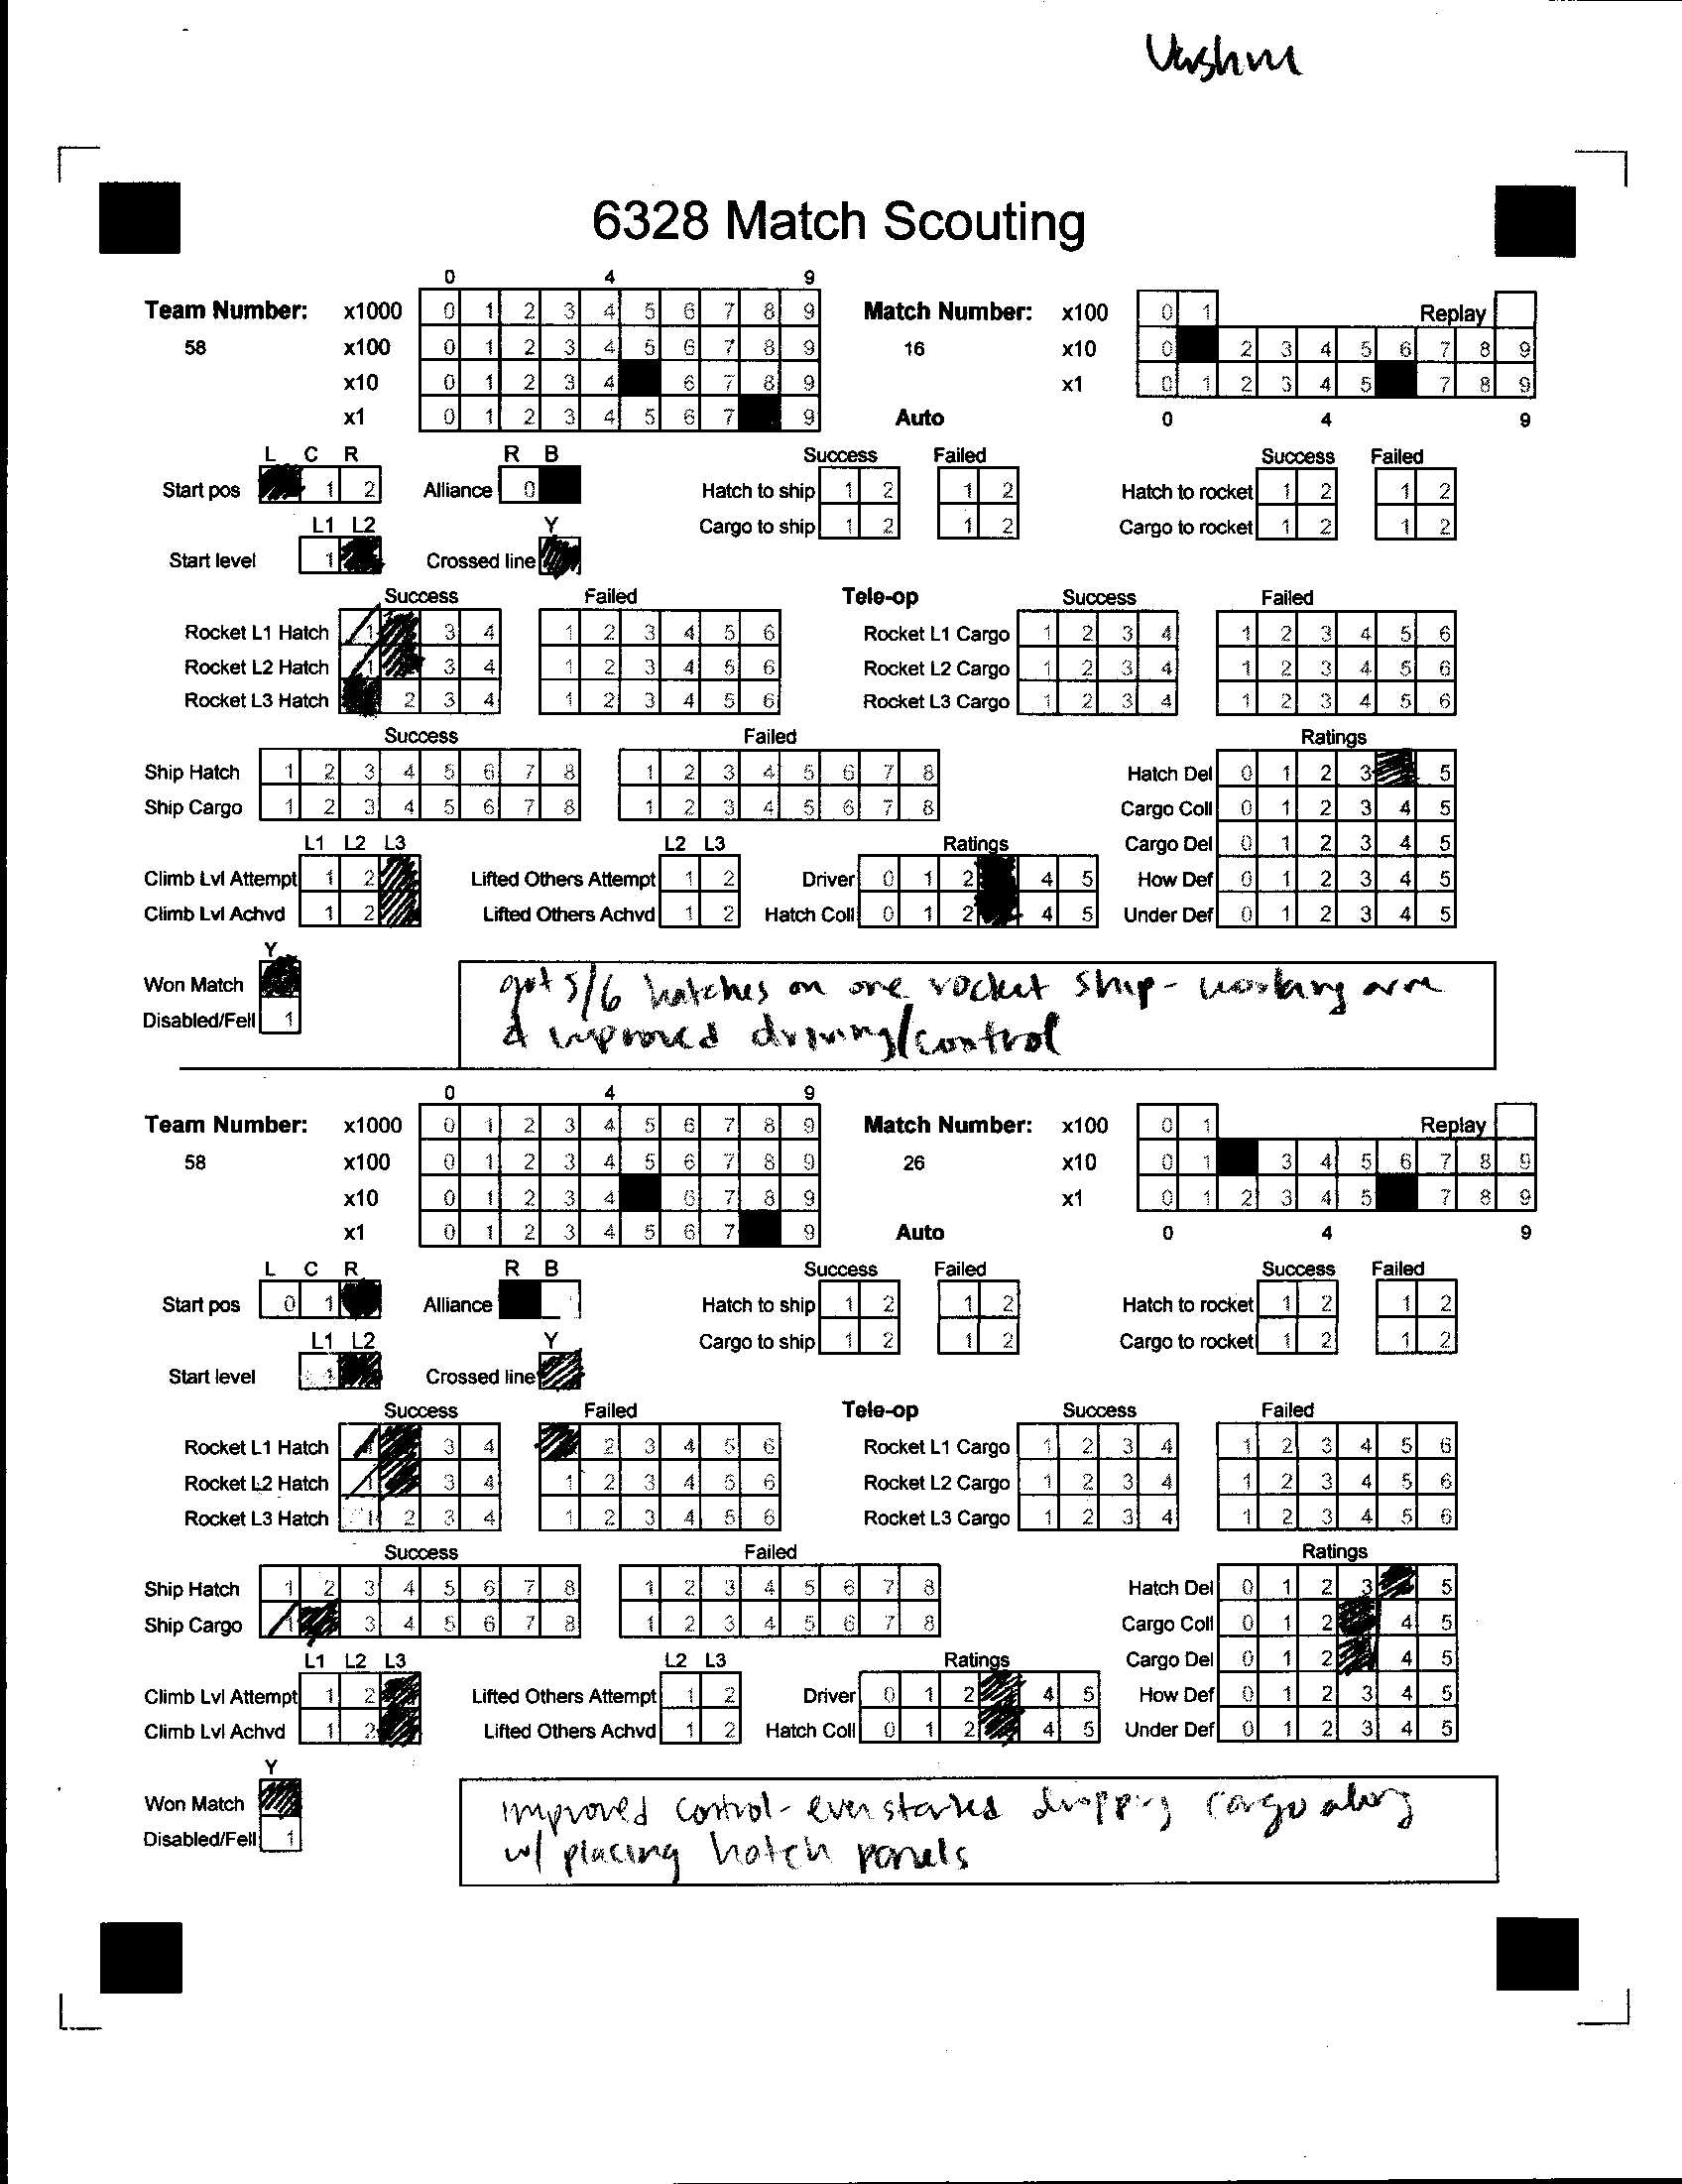 6328 Match Scouting
0 4 9
Team Number: x1000 0 1 2 3 4 5 6 7 8 9 Match Number: x100 0 1 Replay
58 x100 0 1 2 3 4 5 6 7 8 9 16 x10 0 2 3 4 5 6 7 8 9
x10 0 1 2 3 4 6 7 8 9 x1 0 1 2 3 4 5 7 8 9
x1 0 1 2 3 4 5 6 7 9 Auto 0 4 9
L C R R B Success Failed Success Failed
Start pos 1 2 Alliance 0 Hatch to ship 1 2 1 2 Hatch to rocket 1 2 1 2
L1 L2 Y Cargo to ship 1 2 1 2 Cargo to rocket 1 2 1 2
Start level 1 Crossed line
Success Failed Tele-op Success Failed
Rocket L1 Hatch 1 3 4 1 2 3 4 5 6 Rocket L1 Cargo 1 2 3 4 1 2 3 4 5 6
Rocket L2 Hatch 1 3 4 1 2 3 4 5 6 Rocket L2 Cargo 1 2 3 4 1 2 3 4 5 6
Rocket L3 Hatch 2 3 4 1 2 3 4 5 6 Rocket L3 Cargo 1 2 3 4 1 2 3 4 5 6
Success Failed Ratings
Ship Hatch 1 2 3 4 5 6 7 8 1 2 3 4 5 6 7 8 Hatch Del 0 1 2 3 5
Ship Cargo 1 2 3 4 5 6 7 8 1 2 3 4 5 6 7 8 Cargo Coll 0 1 2 3 4 5
L1 L2 L3 L2 L3 Ratings Cargo Del 0 1 2 3 4 5
Climb Lvl Attempt 1 2 Lifted Others Attempt 1 2 Driver 0 1 2 4 5 How Def 0 1 2 3 4 5
Climb Lvl Achvd 1 2 Lifted Others Achvd 1 2 Hatch Coll 0 1 2 4 5 Under Def 0 1 2 3 4 5
Y
Won Match
Disabled/Fell 1
got 5/6 hatches on one rocket ship - working arm
& improved driving/control
0 4 9
Team Number: x1000 0 1 2 3 4 5 6 7 8 9 Match Number: x100 0 1 Replay
58 x100 0 1 2 3 4 5 6 7 8 9 26 x10 0 1 3 4 5 6 7 8 9
x10 0 1 2 3 4 6 7 8 9 x1 0 1 2 3 4 5 7 8 9
x1 0 1 2 3 4 5 6 7 9 Auto 0 4 9
L C R R B Success Failed Success Failed
Start pos 0 1 Alliance 1 Hatch to ship 1 2 1 2 Hatch to rocket 1 2 1 2
L1 L2 Y Cargo to ship 1 2 1 2 Cargo to rocket 1 2 1 2
Start level 1 Crossed line
Success Failed Tele-op Success Failed
Rocket L1 Hatch 1 3 4 2 3 4 5 6 Rocket L1 Cargo 1 2 3 4 1 2 3 4 5 6
Rocket L2 Hatch 1 3 4 1 2 3 4 5 6 Rocket L2 Cargo 1 2 3 4 1 2 3 4 5 6
Rocket L3 Hatch 1 2 3 4 1 2 3 4 5 6 Rocket L3 Cargo 1 2 3 4 1 2 3 4 5 6
Success Failed Ratings
Ship Hatch 1 2 3 4 5 6 7 8 1 2 3 4 5 6 7 8 Hatch Del 0 1 2 3 5
Ship Cargo 1 3 4 5 6 7 8 1 2 3 4 5 6 7 8 Cargo Coll 0 1 2 4 5
L1 L2 L3 L2 L3 Ratings Cargo Del 0 1 2 4 5
Climb Lvl Attempt 1 2 Lifted Others Attempt 1 2 Driver 0 1 2 4 5 How Def 0 1 2 3 4 5
Climb Lvl Achvd 1 2 Lifted Others Achvd 1 2 Hatch Coll 0 1 2 4 5 Under Def 0 1 2 3 4 5
Y
Won Match
Disabled/Fell 1
improved control - even started dropping cargo along
w/ placing hatch panels